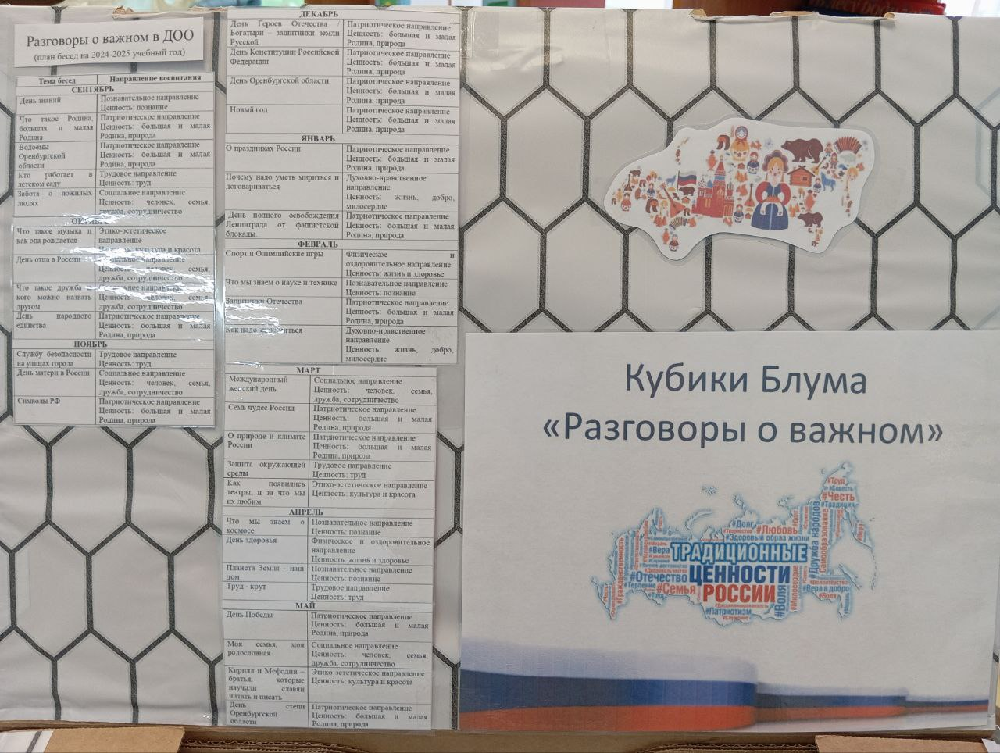 Разговоры о важном в ДОО
(план бесед на 2024-2025 учебный год)
Тема бесед Направление воспитания
СЕНТЯБРЬ
День знаний Познавательное направление
Ценность: познание
Что такое Родина, Патриотическое направление
большая и малая Ценность: большая и малая
Родина Родина, природа
Водоемы Патриотическое направление
Оренбургской Ценность: большая и малая
области Родина, природа
Кто работает в Трудовое направление
детском саду Ценность: труд
Забота о пожилых Социальное направление
людях Ценность: человек, семья,
дружба, сотрудничество
ОКТЯБРЬ
Что такое музыка и Этико-эстетическое
как она рождается направление
культура и красота
День отца в России
дружба, сотрудничество
Что такое дружба
кого можно назвать Ценность: человек, семья,
другом дружба, сотрудничество
День народного Патриотическое направление
единства Ценность: большая и малая
Родина, природа
НОЯБРЬ
Службу безопасности Трудовое направление
на улицах города Ценность: труд
День матери в России Социальное направление
Ценность: человек, семья,
дружба, сотрудничество
Символы РФ Патриотическое направление
Ценность: большая и малая
Родина, природа
ДЕКАБРЬ
День Героев Отечества / Патриотическое направление
Богатыри – защитники земли Ценность: большая и малая
Русской Родина, природа
День Конституции Российской Патриотическое направление
Федерации Ценность: большая и малая
Родина, природа
День Оренбургской области Патриотическое направление
Ценность: большая и малая
Родина, природа
Новый год Патриотическое направление
Ценность: большая и малая
Родина, природа
ЯНВАРЬ
О праздниках России Патриотическое направление
Ценность: большая и малая
Родина, природа
Почему надо уметь мириться и Духовно-нравственное
договариваться направление
Ценность: жизнь, добро,
милосердие
День полного освобождения Патриотическое направление
Ленинграда от фашистской Ценность: большая и малая
блокады. Родина, природа
ФЕВРАЛЬ
Спорт и Олимпийские игры Физическое и
оздоровительное направление
Ценность: жизнь и здоровье
Что мы знаем о науке и технике Познавательное направление
Ценность: познание
Защитники Отечества Патриотическое направление
Ценность: большая и малая
Родина, природа
Как надо Духовно-нравственное
направление
Ценность: жизнь, добро,
милосердие
МАРТ
Международный Социальное направление
женский день Ценность: человек, семья,
дружба, сотрудничество
Семь чудес России Патриотическое направление
Ценность: большая и малая
Родина, природа
О природе и климате Патриотическое направление
России Ценность: большая и малая
Родина, природа
Защита окружающей Трудовое направление
среды Ценность: труд
Как появились Этико-эстетическое направление
театры, и за что мы Ценность: культура и красота
их любим
АПРЕЛЬ
Что мы знаем о Познавательное направление
космосе Ценность: познание
День здоровья Физическое и оздоровительное
направление
Ценность: жизнь и здоровье
Планета Земля - наш Познавательное направление
дом Ценность: познание
Труд - крут Трудовое направление
Ценность: труд
МАЙ
День Победы Патриотическое направление
Ценность: большая и малая
Родина, природа
Моя семья, моя Социальное направление
родословная Ценность: человек, семья,
дружба, сотрудничество
Кирилл и Мефодий – Этико-эстетическое направление
братья, которые Ценность: культура и красота
научили славян
читать и писать
День степи Патриотическое направление
Оренбургской Ценность: большая и малая
области Родина, природа
Кубики Блума
«Разговоры о важном»
#Труд
#Совесть
#Честь
#Традиция
#Долг
#Любовь
#Здоровый образ жизни
#Вера
ТРАДИЦИОННЫЕ
ЦЕННОСТИ
РОССИИ
#Отечество
#Терпение
#Семья
#Труд
#Патриотизм
#Воля
#Милосердие
#Дружба народов
#Гражданственность
#Вера в добро